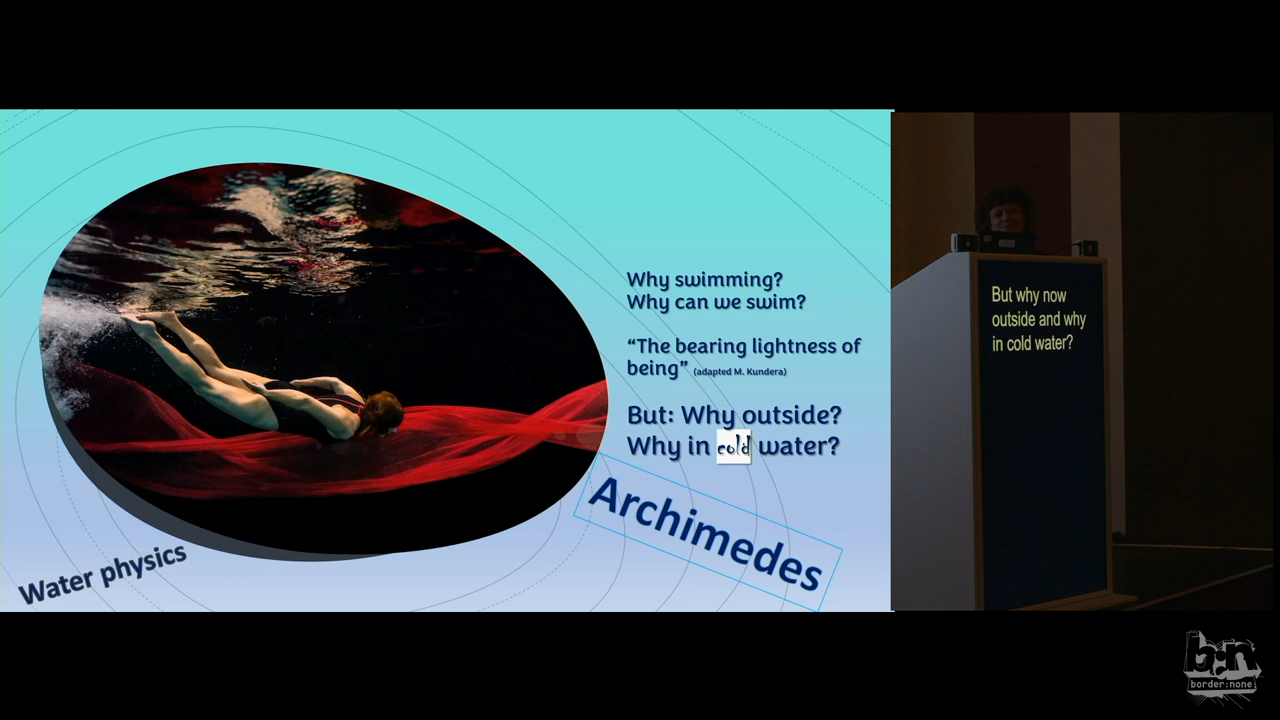 Why swimming?
Why can we swim?
“The bearing lightness of
being” (adapted M. Kundera)
But: Why outside?
Why in cold water?
Archimedes
Water physics
But why now
outside and why
in cold water?
b:n
border:none